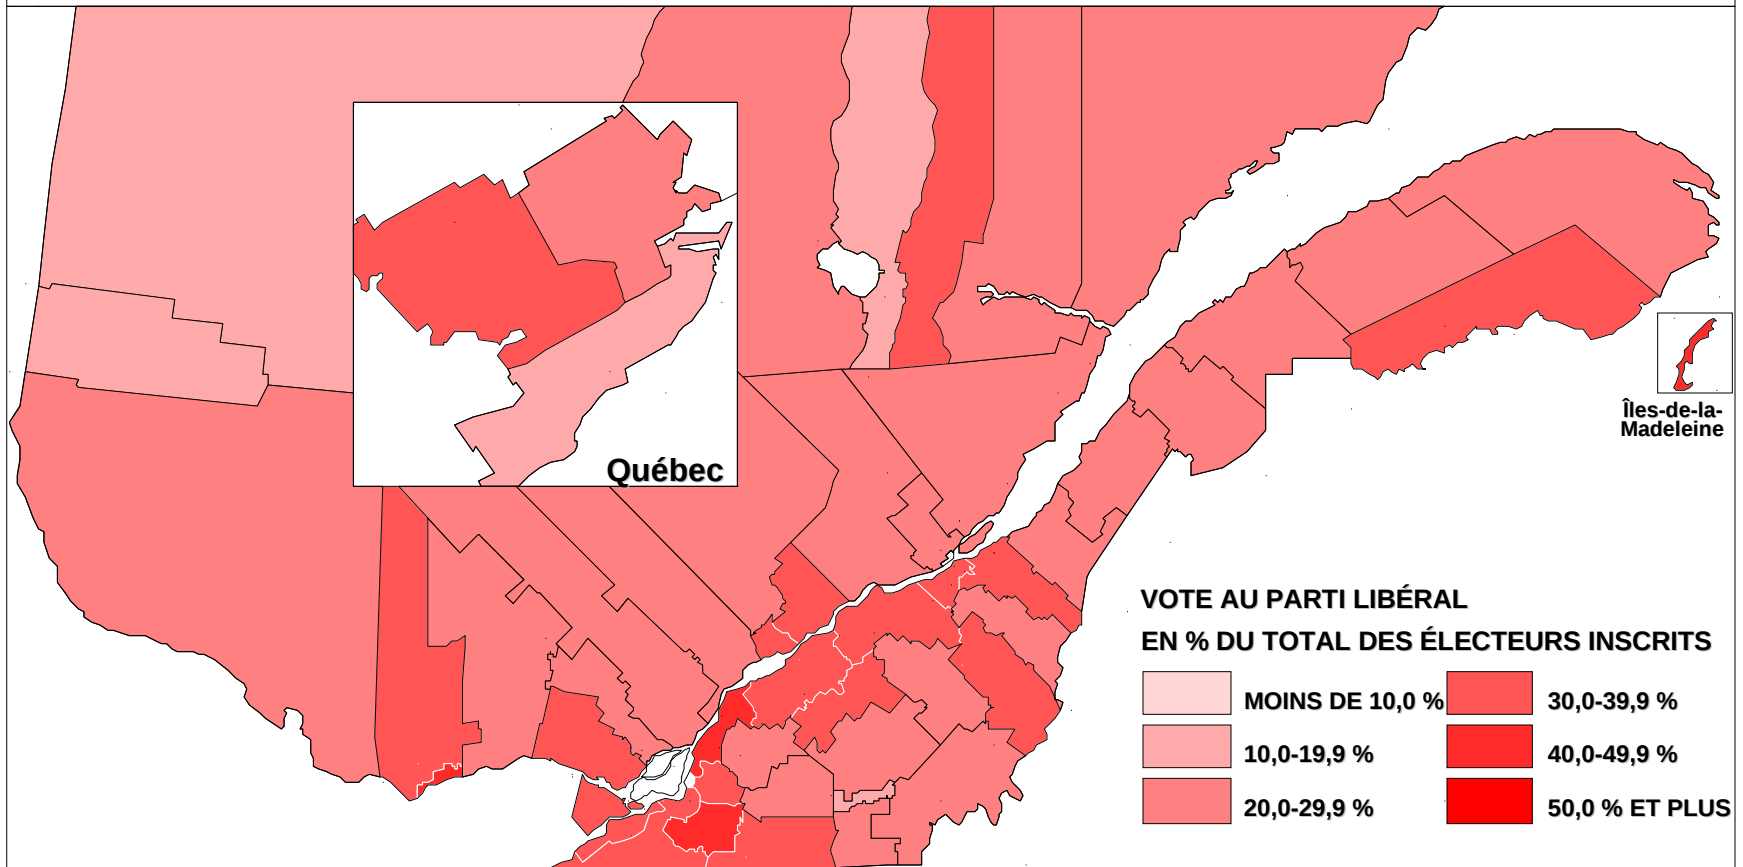 Québec
Îles-de-la-
Madeleine
VOTE AU PARTI LIBÉRAL
EN % DU TOTAL DES ÉLECTEURS INSCRITS
MOINS DE 10,0 %
30,0-39,9 %
10,0-19,9 %
40,0-49,9 %
20,0-29,9 %
50,0 % ET PLUS